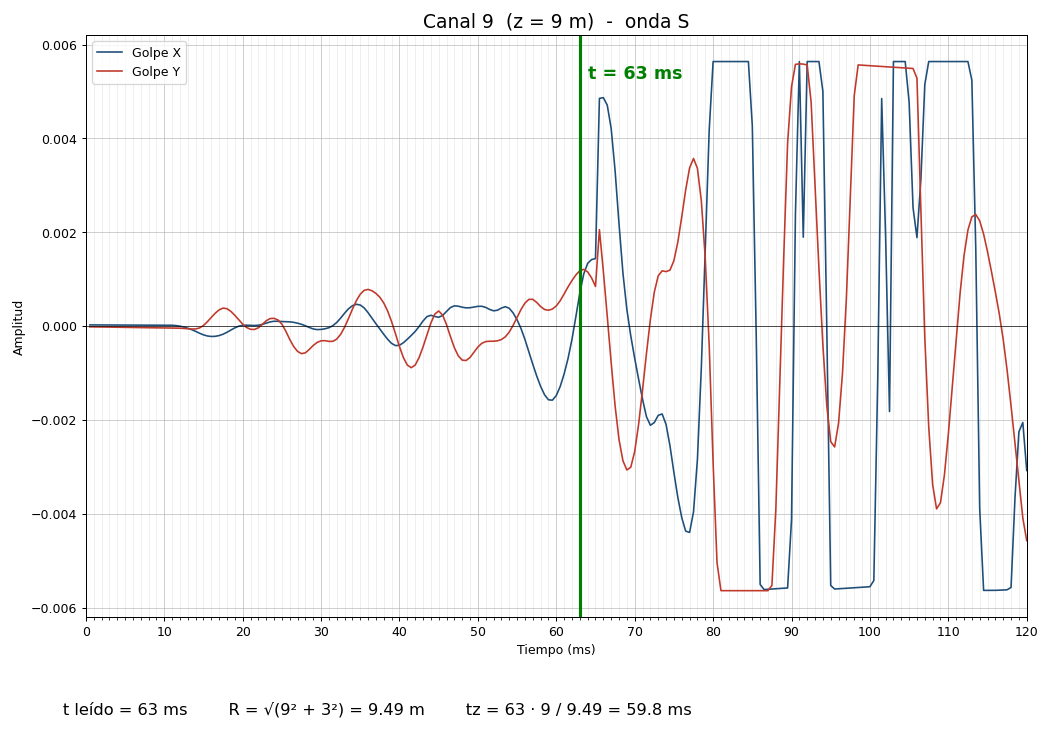 Canal 9 (z = 9 m) - onda S
Golpe X
Golpe Y
t = 63 ms
0.006
0.004
0.002
0.000
−0.002
−0.004
−0.006
Amplitud
0 10 20 30 40 50 60 70 80 90 100 110 120
Tiempo (ms)
t leído = 63 ms R = √(9² + 3²) = 9.49 m tz = 63 · 9 / 9.49 = 59.8 ms